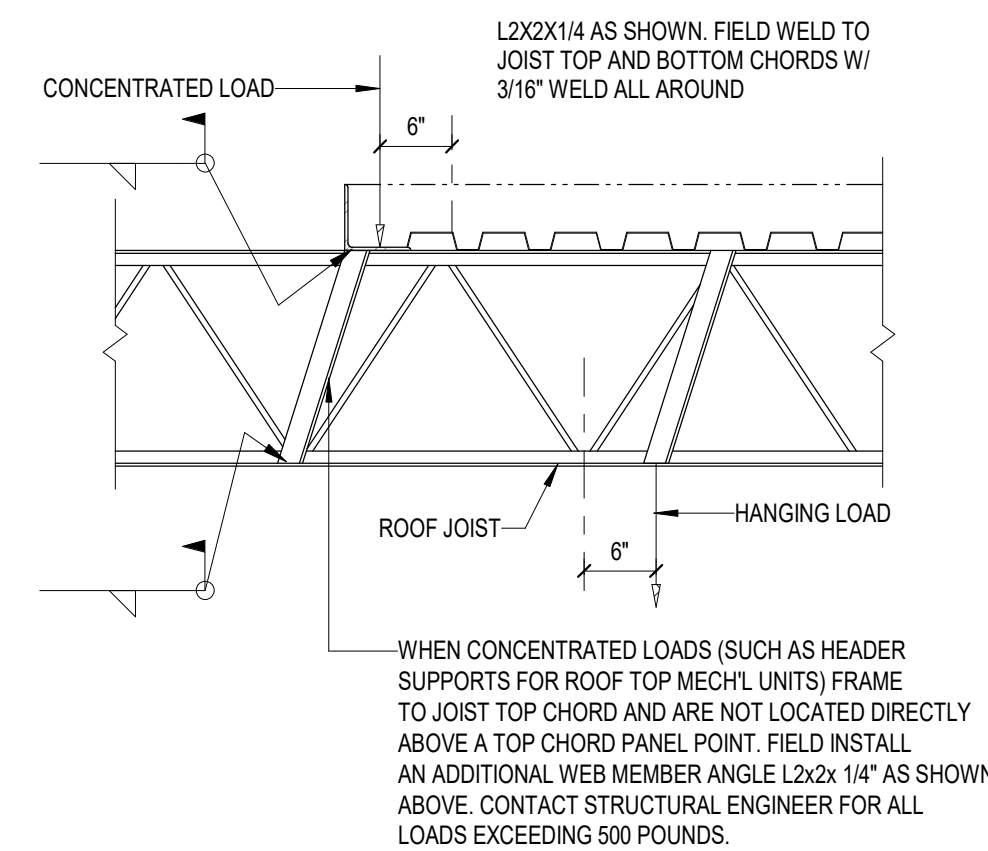 L2X2X1/4 AS SHOWN. FIELD WELD TO
JOIST TOP AND BOTTOM CHORDS W/
3/16" WELD ALL AROUND
CONCENTRATED LOAD
6"
ROOF JOIST
HANGING LOAD
6"
WHEN CONCENTRATED LOADS (SUCH AS HEADER
SUPPORTS FOR ROOF TOP MECH'L UNITS) FRAME
TO JOIST TOP CHORD AND ARE NOT LOCATED DIRECTLY
ABOVE A TOP CHORD PANEL POINT. FIELD INSTALL
AN ADDITIONAL WEB MEMBER ANGLE L2x2x 1/4" AS SHOWN
ABOVE. CONTACT STRUCTURAL ENGINEER FOR ALL
LOADS EXCEEDING 500 POUNDS.